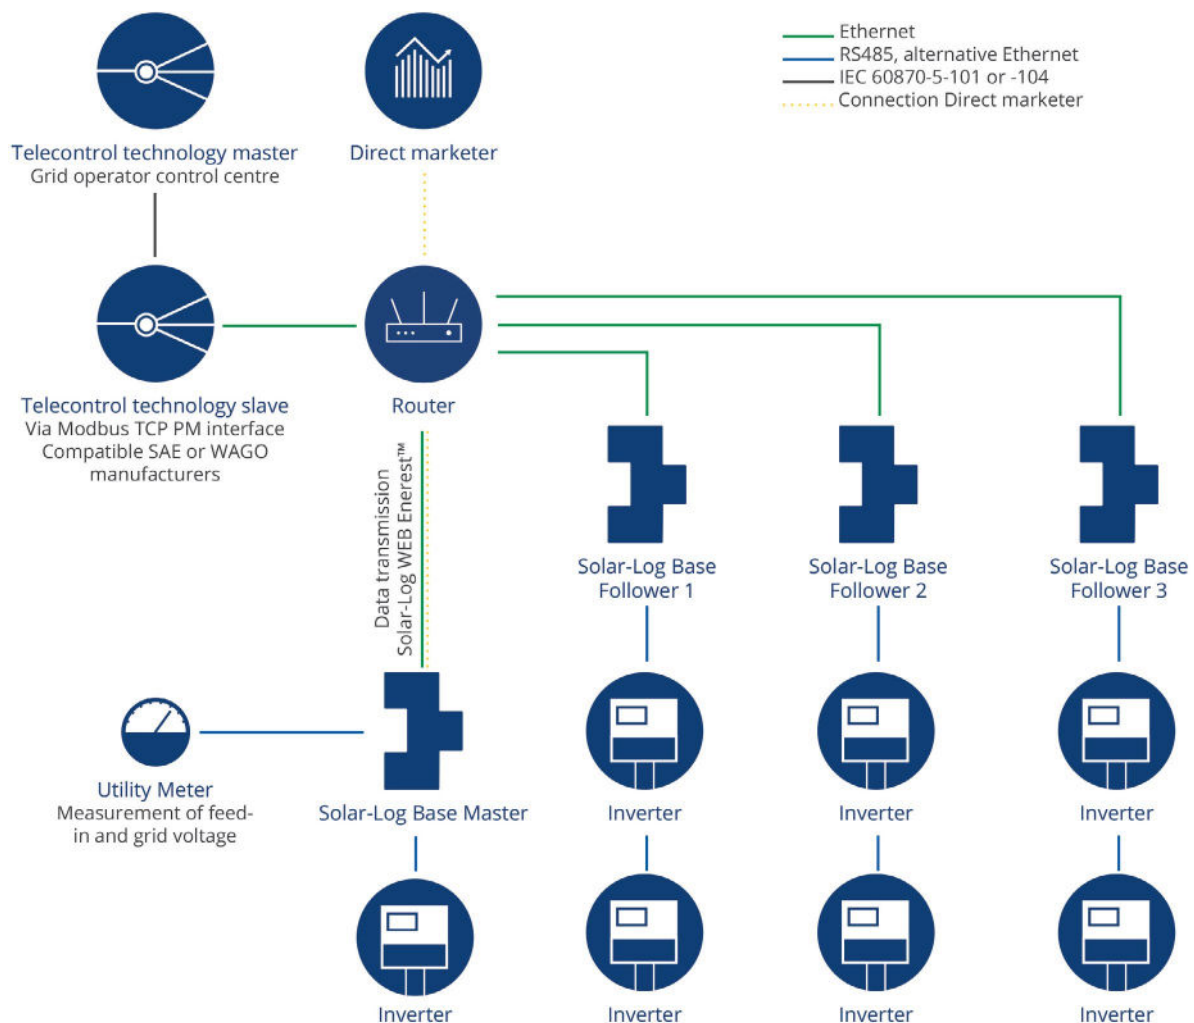 Ethernet
RS485, alternative Ethernet
IEC 60870-5-101 or -104
Connection Direct marketer
Telecontrol technology master
Grid operator control centre
Direct marketer
Telecontrol technology slave
Via Modbus TCP PM interface
Compatible SAE or WAGO
manufacturers
Router
Data transmission
Solar-Log WEB Enerest™
Solar-Log Base
Follower 1
Solar-Log Base
Follower 2
Solar-Log Base
Follower 3
Utility Meter
Measurement of feed-
in and grid voltage
Solar-Log Base Master
Inverter
Inverter
Inverter
Inverter
Inverter
Inverter
Inverter